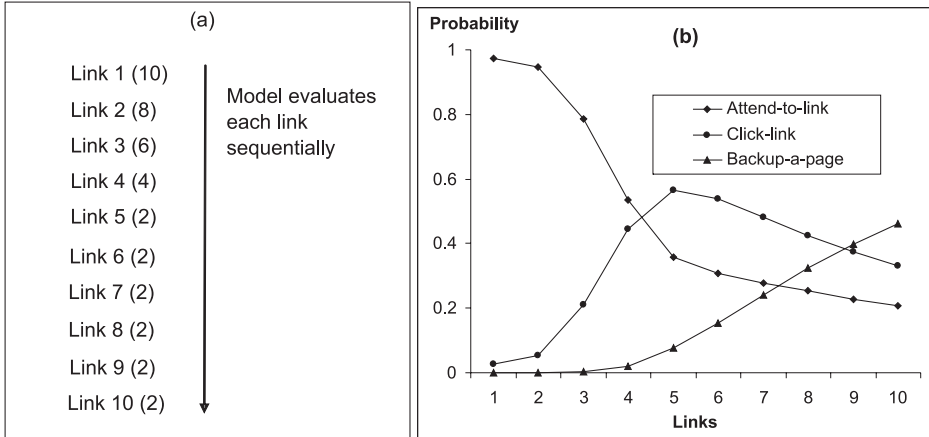 (a)
Link 1 (10)
Link 2 (8)
Link 3 (6)
Link 4 (4)
Link 5 (2)
Link 6 (2)
Link 7 (2)
Link 8 (2)
Link 9 (2)
Link 10 (2)
Model evaluates
each link
sequentially
Probability
(b)
1
0.8
0.6
0.4
0.2
0
Attend-to-link
Click-link
Backup-a-page
1 2 3 4 5 6 7 8 9 10
Links